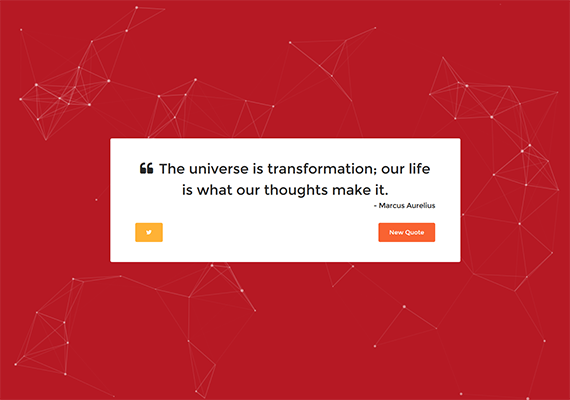 ❝ The universe is transformation; our life
is what our thoughts make it.
- Marcus Aurelius
New Quote